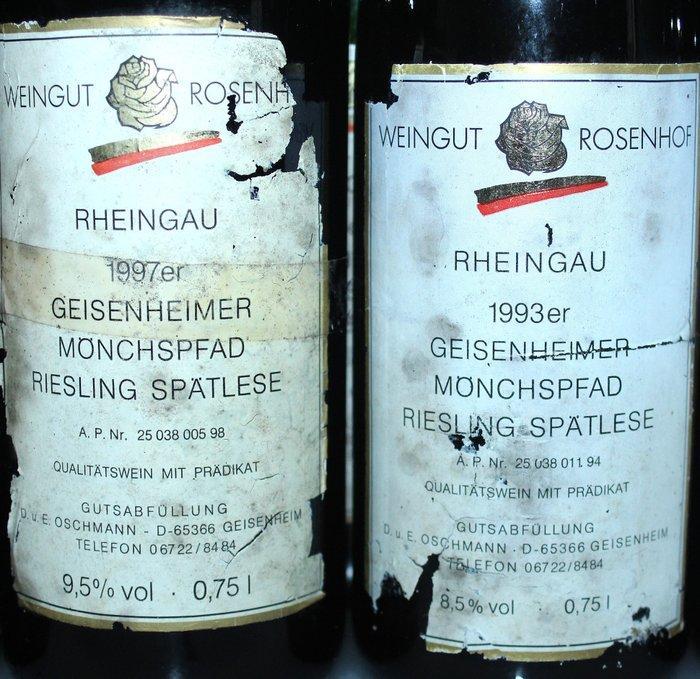 WEINGUT ROSENH
RHEINGAU
1997er
GEISENHEIMER
MÖNCHSPFAD
RIESLING SPÄTLESE
A. P. Nr. 25 038 005 98
QUALITÄTSWEIN MIT PRÄDIKAT
GUTSABFÜLLUNG
D. u. E. OSCHMANN - D-65366 GEISENHEIM
TELEFON 06722/8484
9,5% vol · 0,75 l
WEINGUT ROSENHOF
RHEINGAU
1993er
GEISENHEIMER
MÖNCHSPFAD
RIESLING SPÄTLESE
A. P. Nr. 25 038 011 94
QUALITÄTSWEIN MIT PRÄDIKAT
GUTSABFÜLLUNG
D. u. E. OSCHMANN · D-65366 GEISENHEIM
TELEFON 06722/8484
8,5% vol 0,75 l